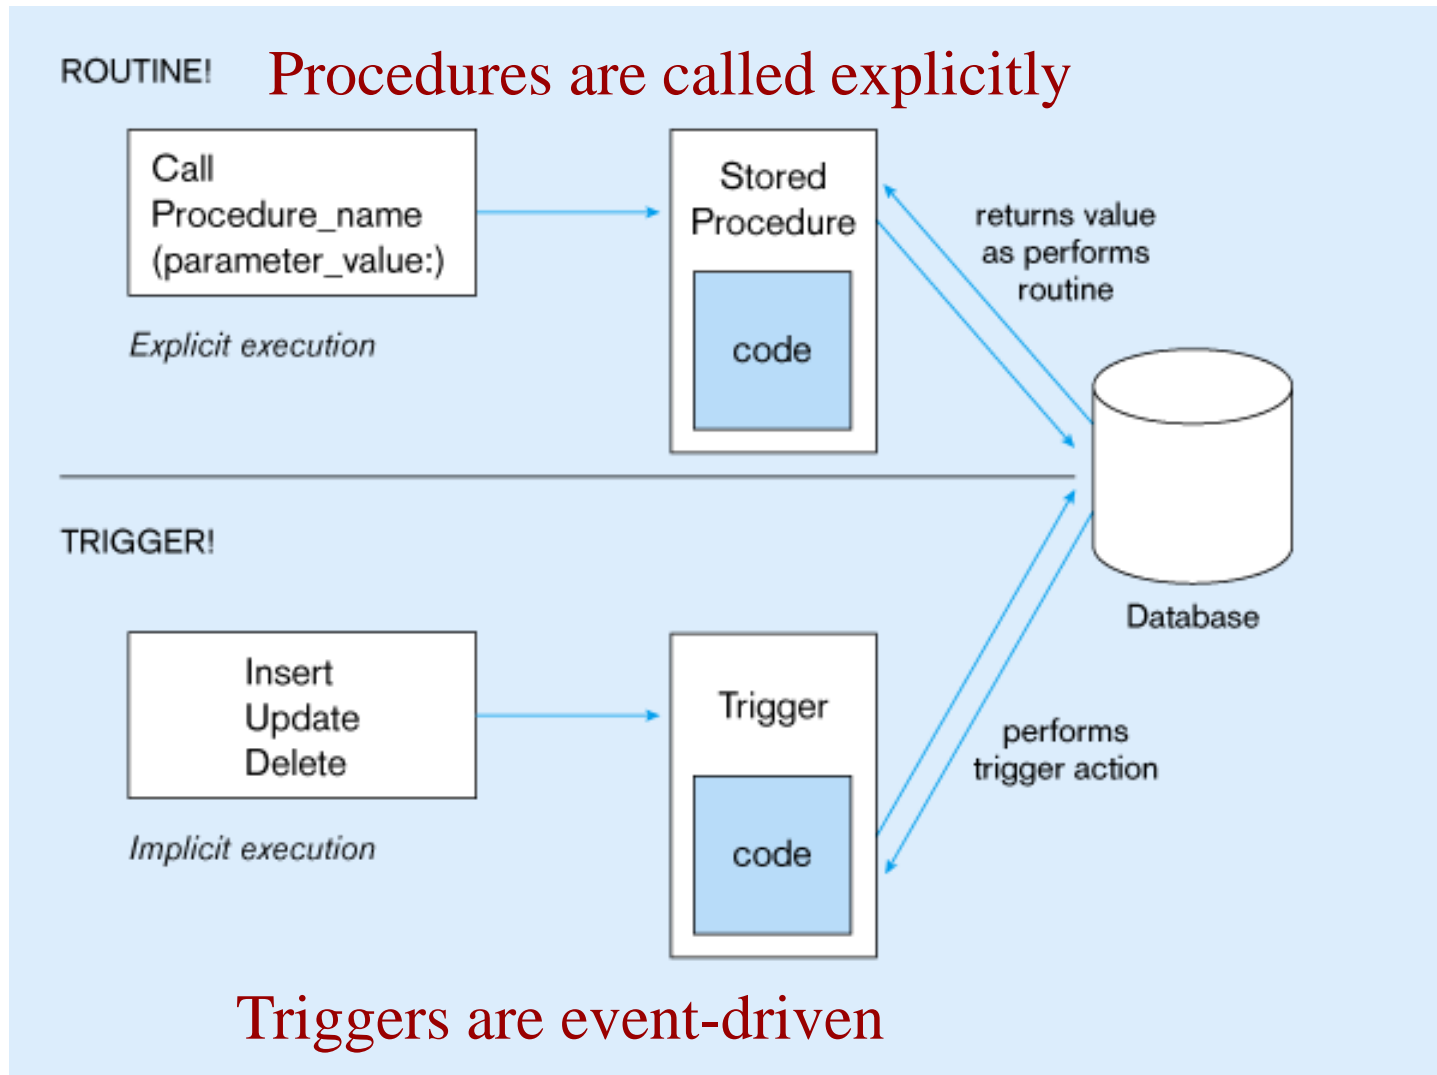 ROUTINE!
Procedures are called explicitly
Call
Procedure_name
(parameter_value:)
Explicit execution
Stored
Procedure
code
returns value
as performs
routine
Database
TRIGGER!
Insert
Update
Delete
Implicit execution
Trigger
code
performs
trigger action
Triggers are event-driven